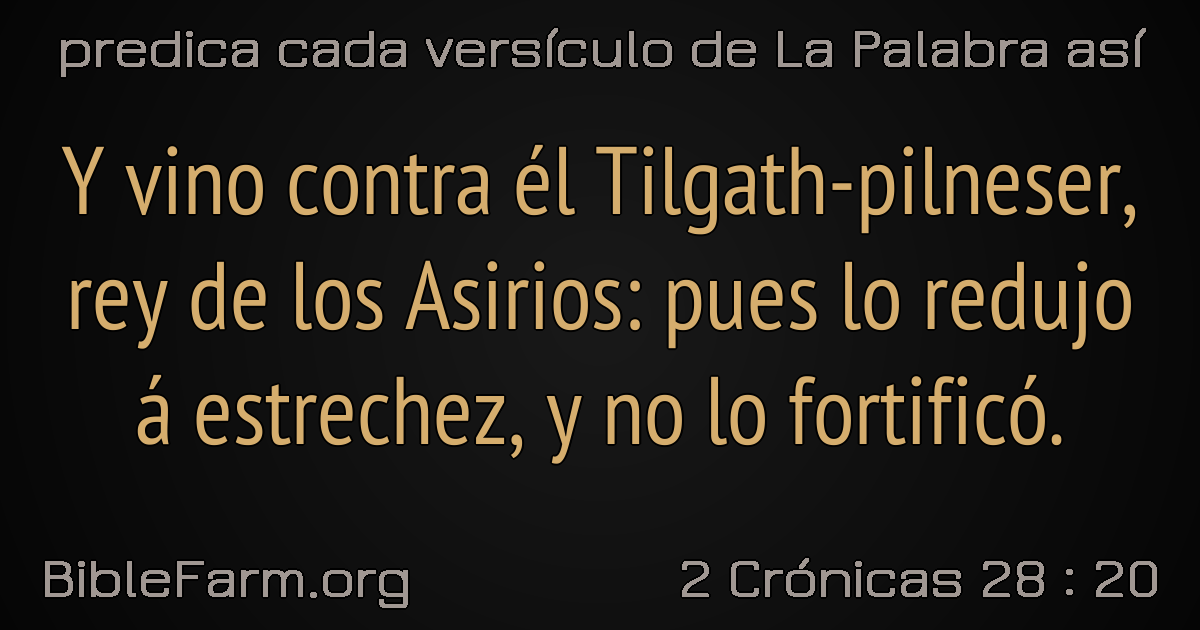 predica cada versículo de La Palabra así
Y vino contra él Tilgath-pilneser,
rey de los Asirios: pues lo redujo
á estrechez, y no lo fortificó.
BibleFarm.org
2 Crónicas 28 : 20